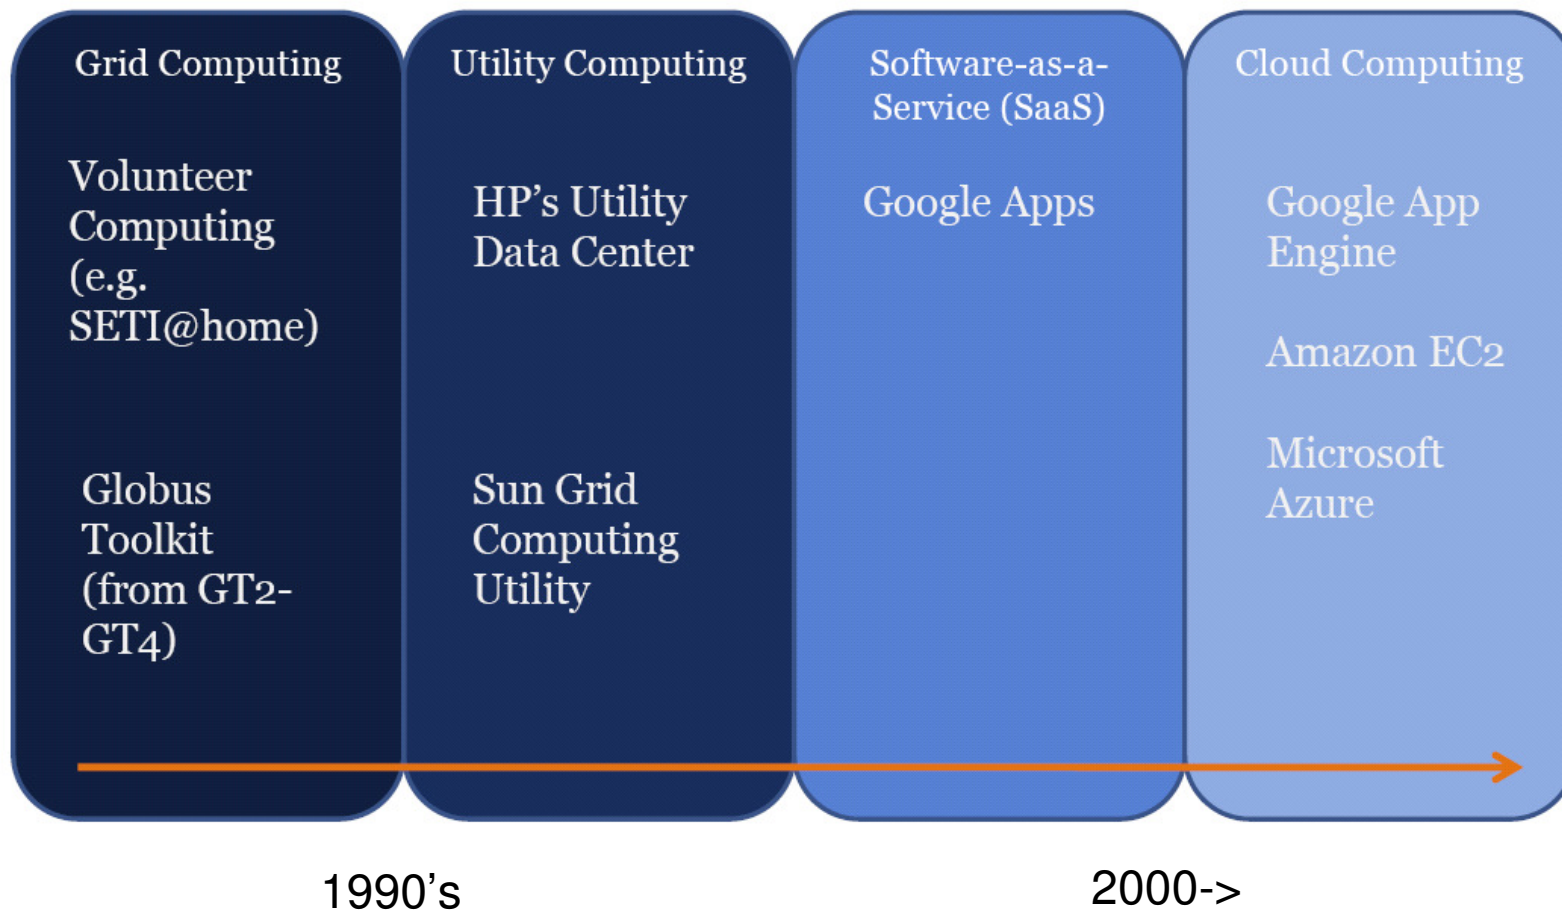 Grid Computing
Volunteer
Computing
(e.g.
SETI@home)
Globus
Toolkit
(from GT2-
GT4)
Utility Computing
HP’s Utility
Data Center
Sun Grid
Computing
Utility
Software-as-a-
Service (SaaS)
Google Apps
Cloud Computing
Google App
Engine
Amazon EC2
Microsoft
Azure
1990’s
2000->